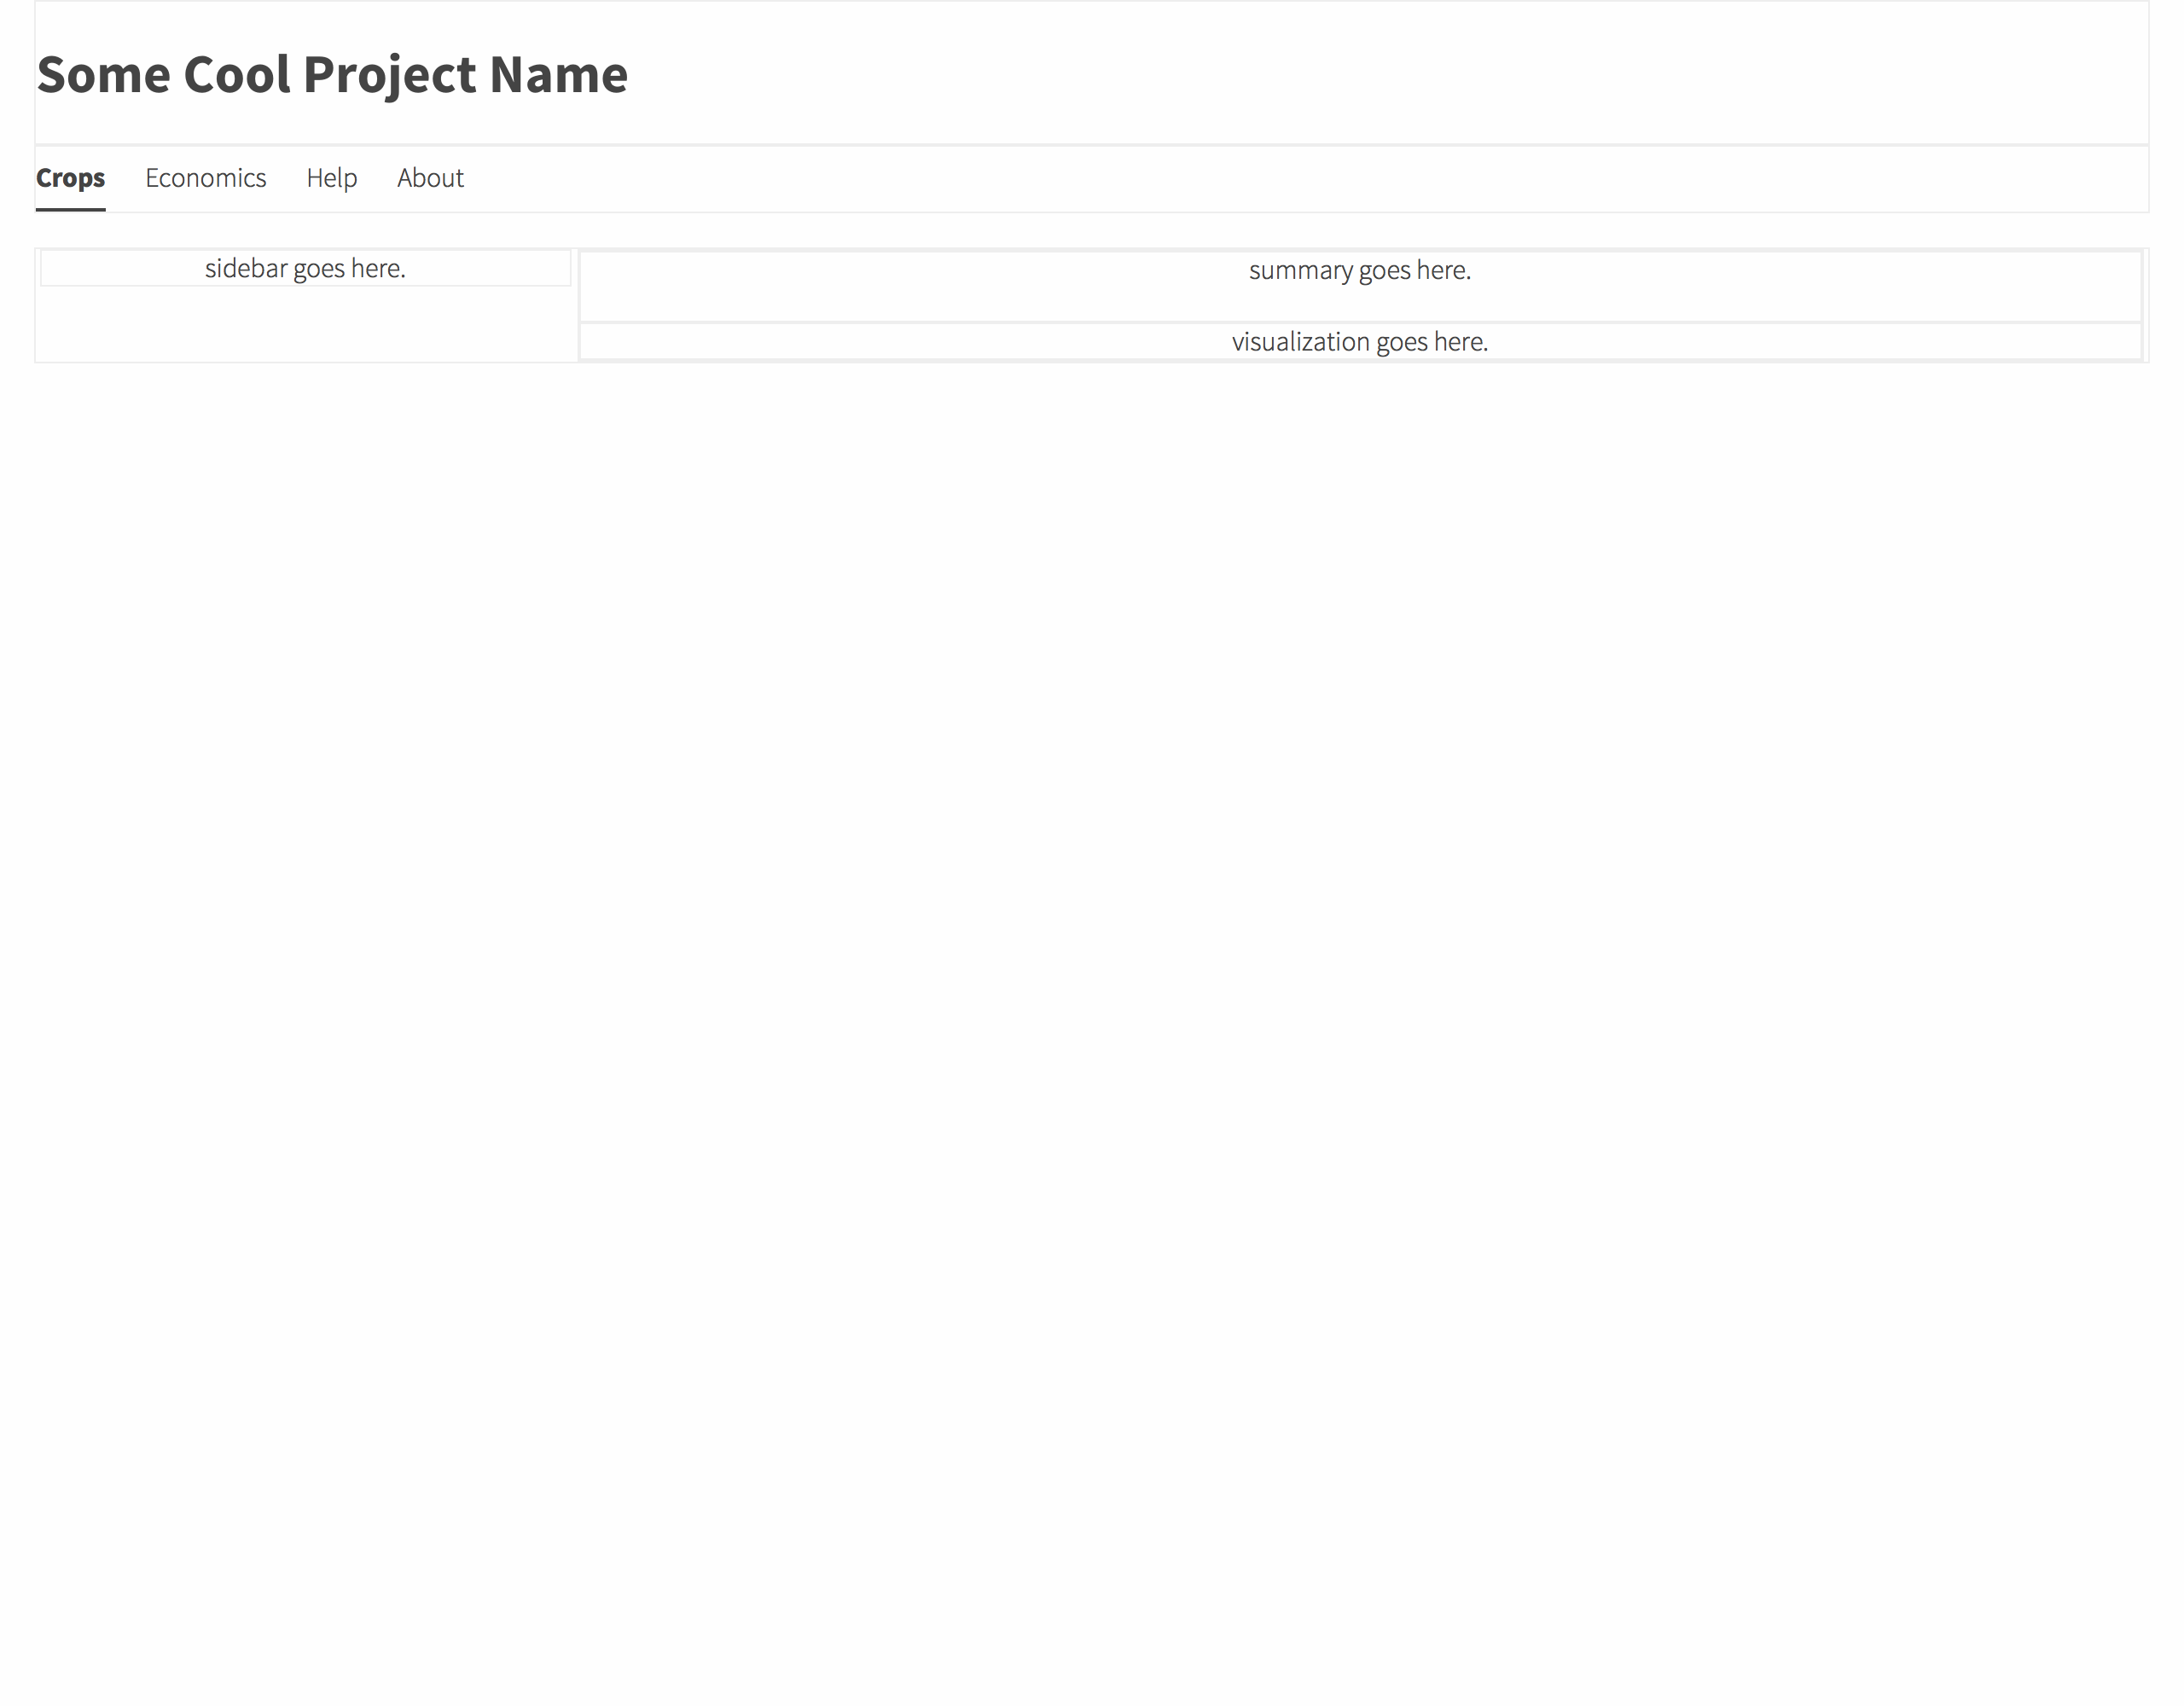 Some Cool Project Name
Crops Economics Help About
sidebar goes here.
summary goes here.
visualization goes here.